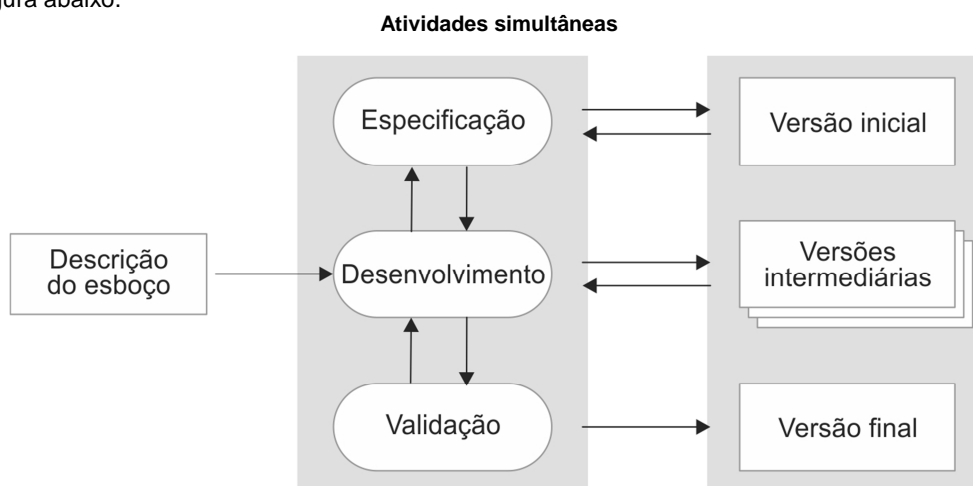 gura abaixo.
Atividades simultâneas
Especificação
Versão inicial
Descrição
do esboço
Desenvolvimento
Versões
intermediárias
Validação
Versão final